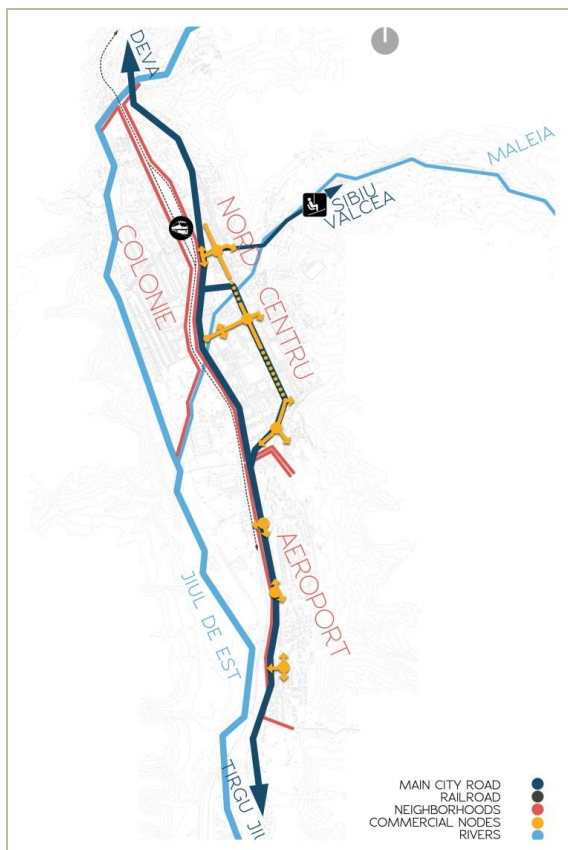 DEVA
MALEIA
SIBIU
VALCEA
NORD
COLONIE
CENTRU
AEROPORT
JIUL DE EST
TIRGU JIU
MAIN CITY ROAD
RAILROAD
NEIGHBORHOODS
COMMERCIAL NODES
RIVERS